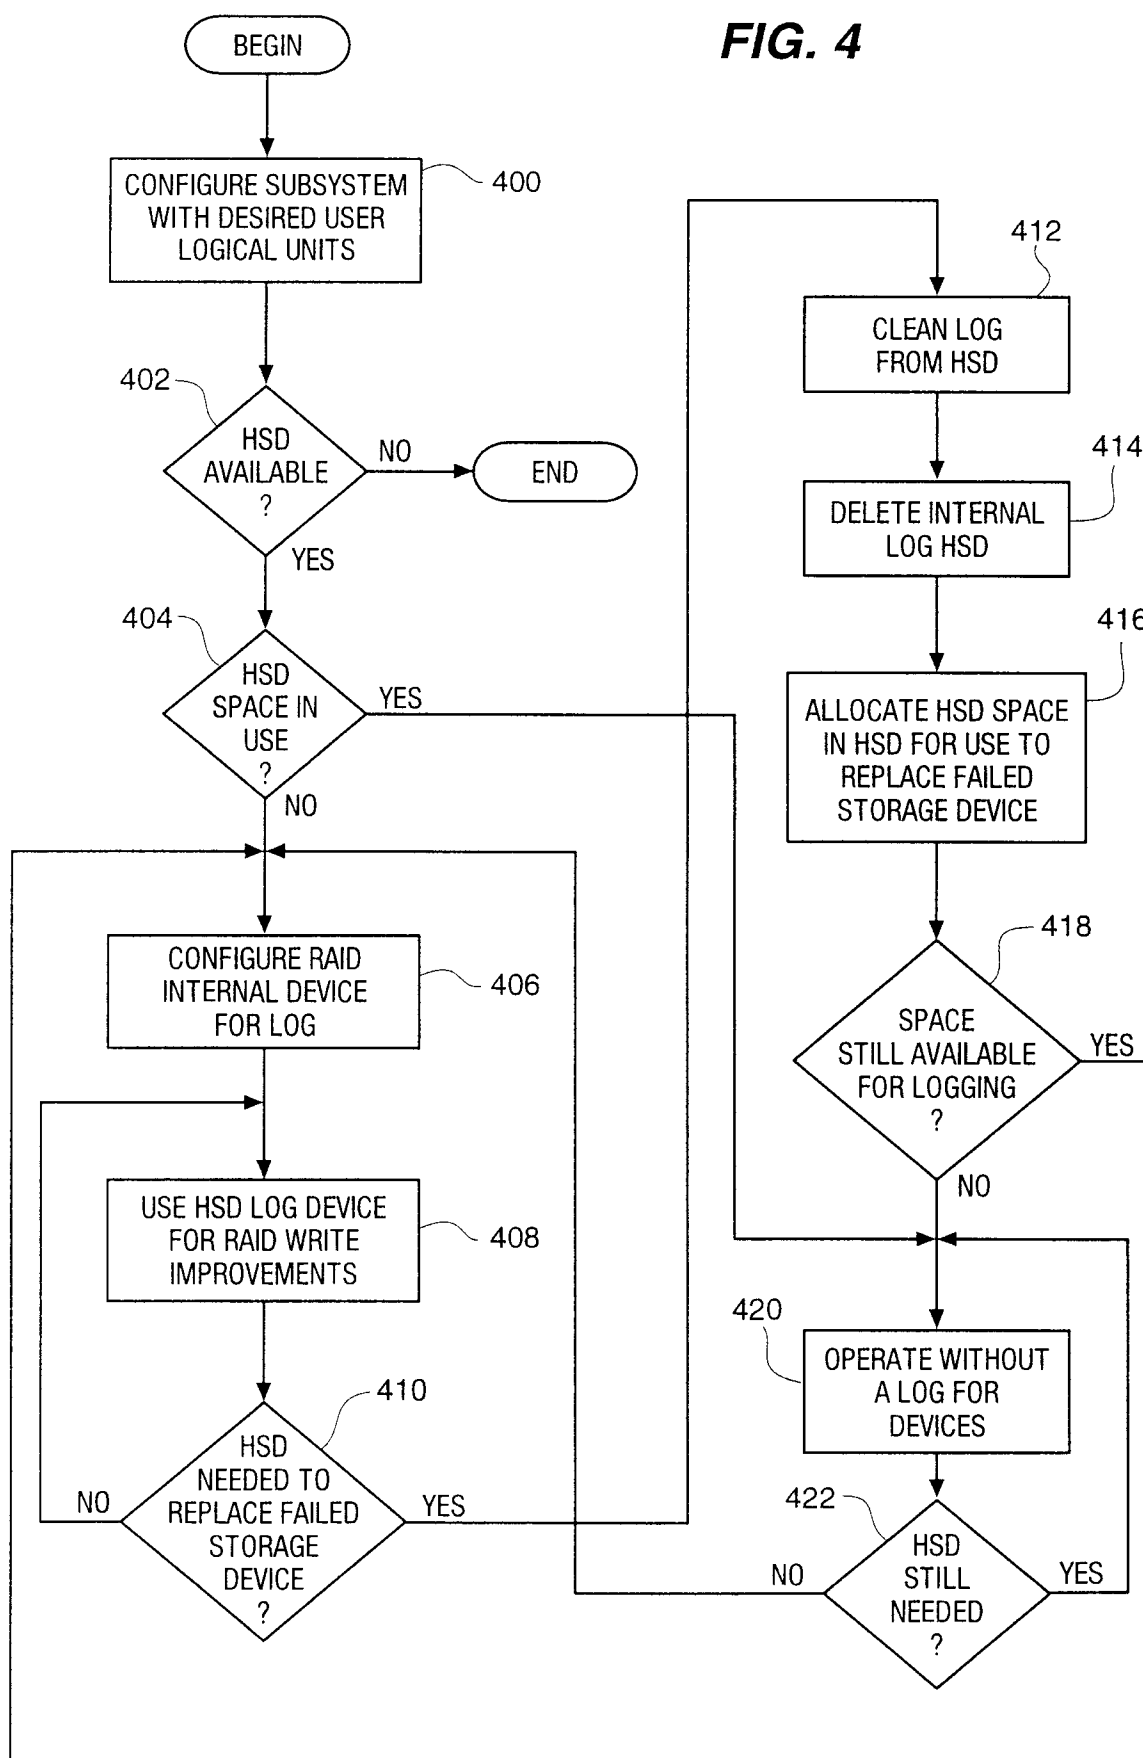 FIG. 4
BEGIN
400
CONFIGURE SUBSYSTEM
WITH DESIRED USER
LOGICAL UNITS
402
HSD
AVAILABLE
?
NO
END
YES
404
HSD
SPACE IN
USE
?
YES
NO
CONFIGURE RAID
INTERNAL DEVICE
FOR LOG
406
USE HSD LOG DEVICE
FOR RAID WRITE
IMPROVEMENTS
408
410
HSD
NEEDED TO
REPLACE FAILED
STORAGE
DEVICE
?
NO
YES
412
CLEAN LOG
FROM HSD
414
DELETE INTERNAL
LOG HSD
416
ALLOCATE HSD SPACE
IN HSD FOR USE TO
REPLACE FAILED
STORAGE DEVICE
418
SPACE
STILL AVAILABLE
FOR LOGGING
?
YES
NO
420
OPERATE WITHOUT
A LOG FOR
DEVICES
422
HSD
STILL
NEEDED
?
NO
YES